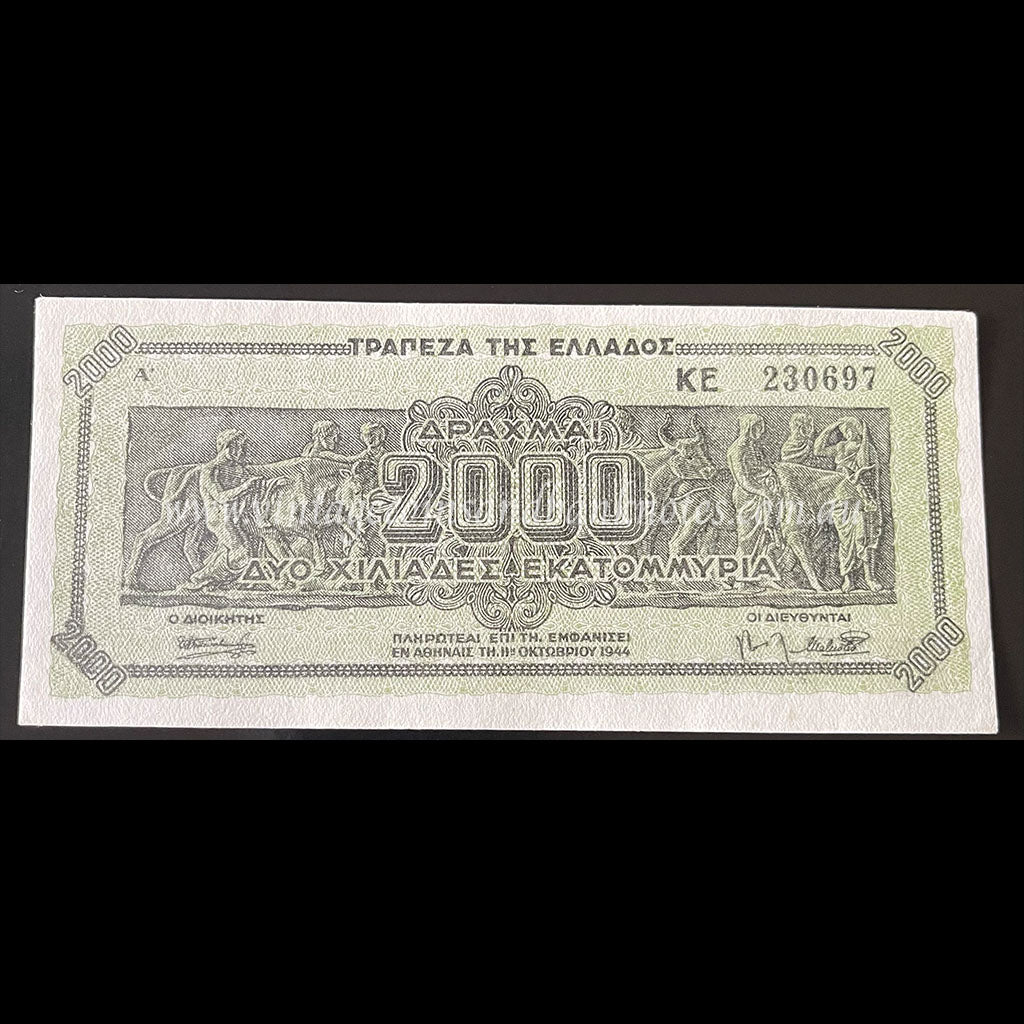 2000
ΤΡΑΠΕΖΑ ΤΗΣ ΕΛΛΑΔΟΣ
2000
Α'
ΚΕ 230697
ΔΡΑΧΜΑΙ
2000
ΔΥΟ ΧΙΛΙΑΔΕΣ ΕΚΑΤΟΜΜΥΡΙΑ
Ο ΔΙΟΙΚΗΤΗΣ
ΟΙ ΔΙΕΥΘΥΝΤΑΙ
ΠΛΗΡΩΤΕΑΙ ΕΠΙ ΤΗ. ΕΜΦΑΝΙΣΕΙ
ΕΝ ΑΘΗΝΑΙΣ ΤΗ. 11ῃ ΟΚΤΩΒΡΙΟΥ 1944
2000
2000